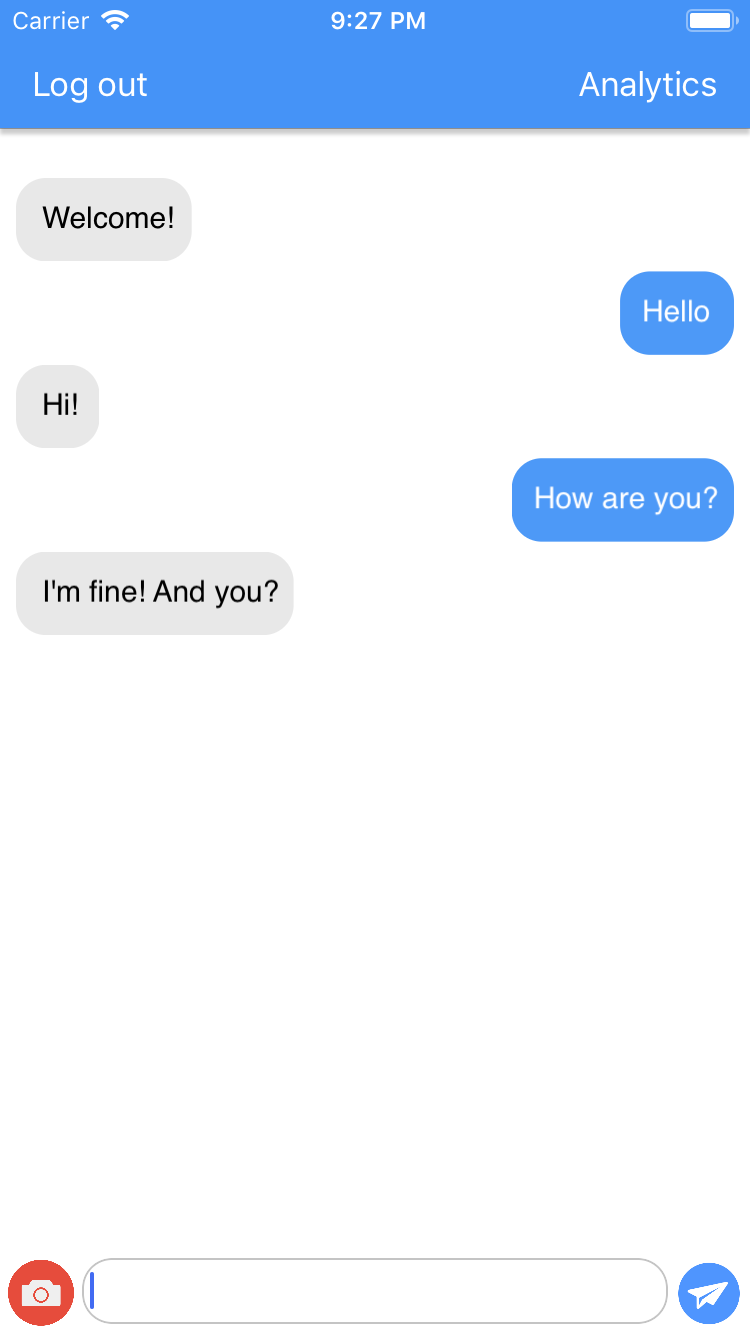 Carrier 9:27 PM
Log out Analytics
Welcome!
Hello
Hi!
How are you?
I'm fine! And you?